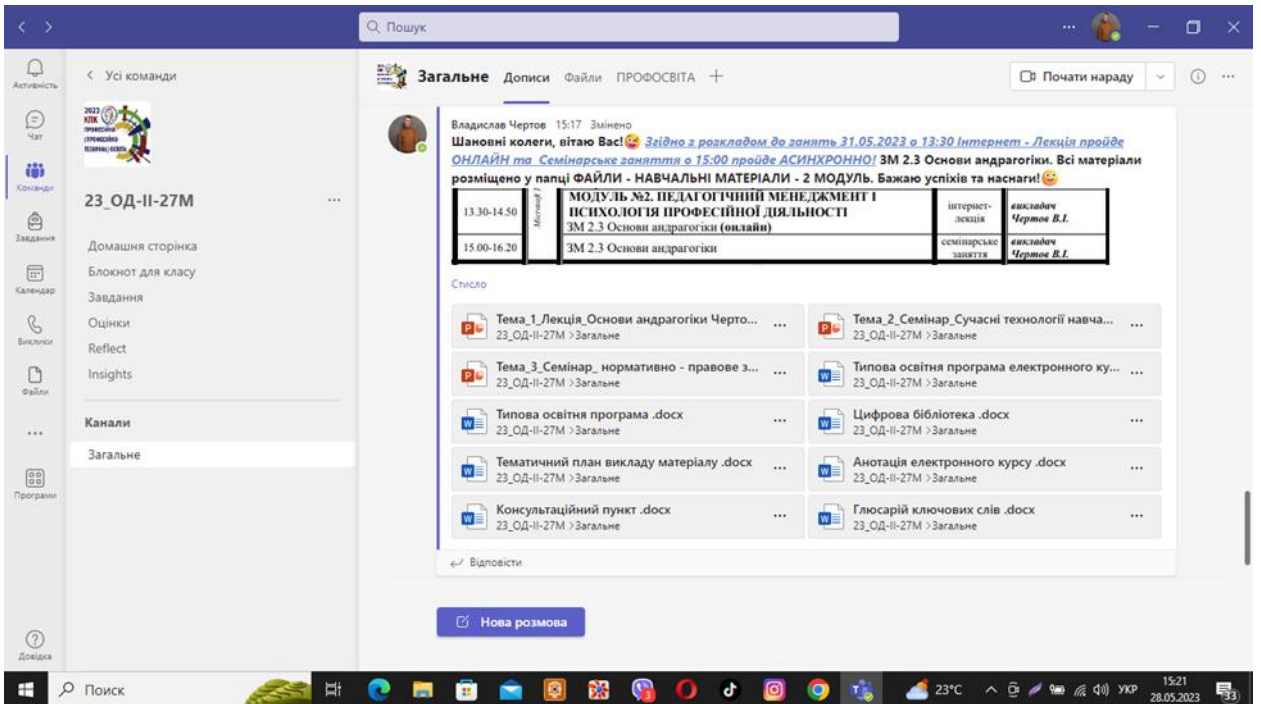 Пошук
Активність
Чат
Команди
Завдання
Календар
Виклики
Файли
Програми
Довідка
Усі команди
2023
КПК
23_ОД-ІІ-27М
Домашня сторінка
Блокнот для класу
Завдання
Оцінки
Reflect
Insights
Канали
Загальне
Загальне Дописи Файли ПРОФОСВІТА
Почати нараду
Владислав Чертов 15:17 Змінено
Шановні колеги, вітаю Вас! Згідно з розкладом до занять 31.05.2023 о 13:30 Інтернет - Лекція пройде
ОНЛАЙН та Семінарське заняття о 15:00 пройде АСИНХРОННО! ЗМ 2.3 Основи андрагогіки. Всі матеріали
розміщено у папці ФАЙЛИ - НАВЧАЛЬНІ МАТЕРІАЛИ - 2 МОДУЛЬ. Бажаю успіхів та наснаги!
13.30-14.50
Microsoft
МОДУЛЬ №2. ПЕДАГОГІЧНИЙ МЕНЕДЖМЕНТ І
ПСИХОЛОГІЯ ПРОФЕСІЙНОЇ ДІЯЛЬНОСТІ
ЗМ 2.3 Основи андрагогіки (онлайн)
інтернет-
лекція
викладач
Чертов В.І.
15.00-16.20
ЗМ 2.3 Основи андрагогіки
семінарське
заняття
викладач
Чертов В.І.
Стисло
Тема_1_Лекція_Основи андрагогіки Черто...
23_ОД-ІІ-27М >Загальне
Тема_2_Семінар_Сучасні технології навча...
23_ОД-ІІ-27М >Загальне
Тема_3_Семінар_ нормативно - правове з...
23_ОД-ІІ-27М >Загальне
Типова освітня програма електронного ку...
23_ОД-ІІ-27М >Загальне
Типова освітня програма .docx
23_ОД-ІІ-27М >Загальне
Цифрова бібліотека .docx
23_ОД-ІІ-27М >Загальне
Тематичний план викладу матеріалу .docx
23_ОД-ІІ-27М >Загальне
Анотація електронного курсу .docx
23_ОД-ІІ-27М >Загальне
Консультаційний пункт .docx
23_ОД-ІІ-27М >Загальне
Глюсарій ключових слів .docx
23_ОД-ІІ-27М >Загальне
Відповісти
Нова розмова
Поиск
23°C
УКР
15:21
28.05.2023
33